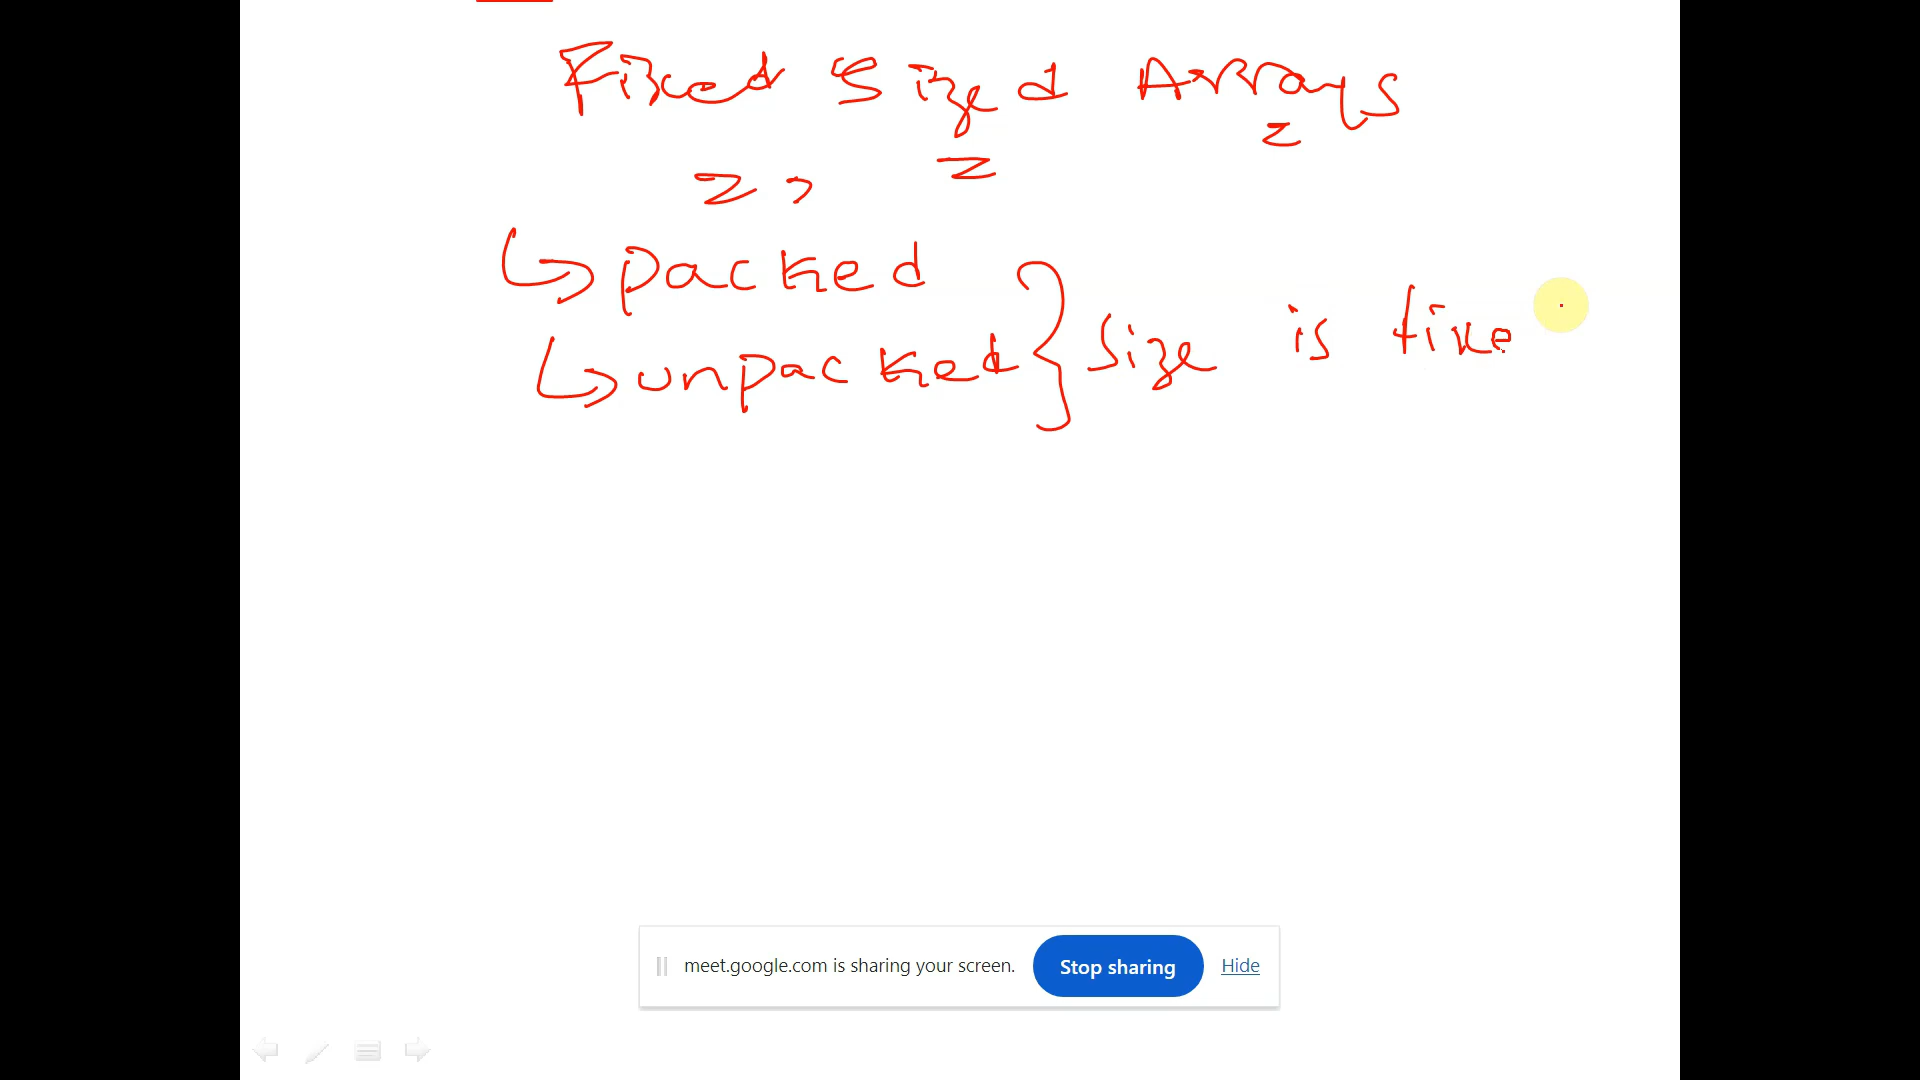 Fixed Sized Arrays
packed
unpacked } size is fixe
meet.google.com is sharing your screen. Stop sharing Hide